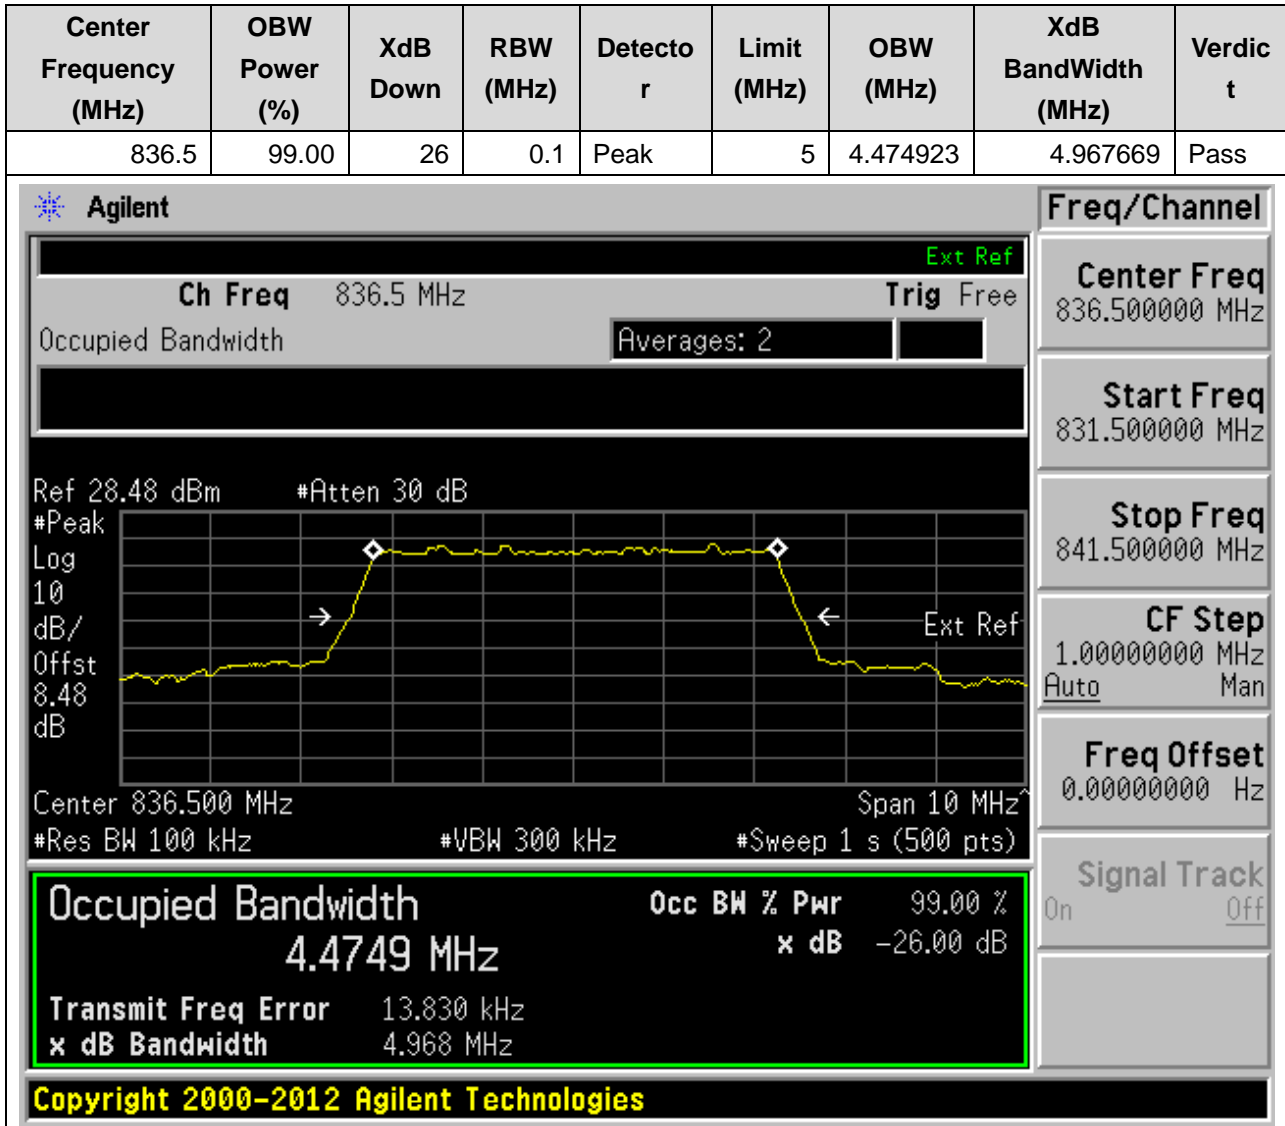 Center Frequency (MHz) OBW Power (%) XdB Down RBW (MHz) Detecto r Limit (MHz) OBW (MHz) XdB BandWidth (MHz) Verdic t
836.5 99.00 26 0.1 Peak 5 4.474923 4.967669 Pass
Agilent
Freq/Channel
Ext Ref
Ch Freq 836.5 MHz Trig Free
Occupied Bandwidth Averages: 2
Center Freq
836.500000 MHz
Start Freq
831.500000 MHz
Stop Freq
841.500000 MHz
CF Step
1.00000000 MHz
Auto Man
Freq Offset
0.00000000 Hz
Signal Track
On Off
Ref 28.48 dBm #Atten 30 dB
#Peak
Log
10
dB/
Offst
8.48
dB
Ext Ref
Center 836.500 MHz Span 10 MHz^
#Res BW 100 kHz #VBW 300 kHz #Sweep 1 s (500 pts)
Occupied Bandwidth Occ BW % Pwr 99.00 %
4.4749 MHz x dB -26.00 dB
Transmit Freq Error 13.830 kHz
x dB Bandwidth 4.968 MHz
Copyright 2000-2012 Agilent Technologies